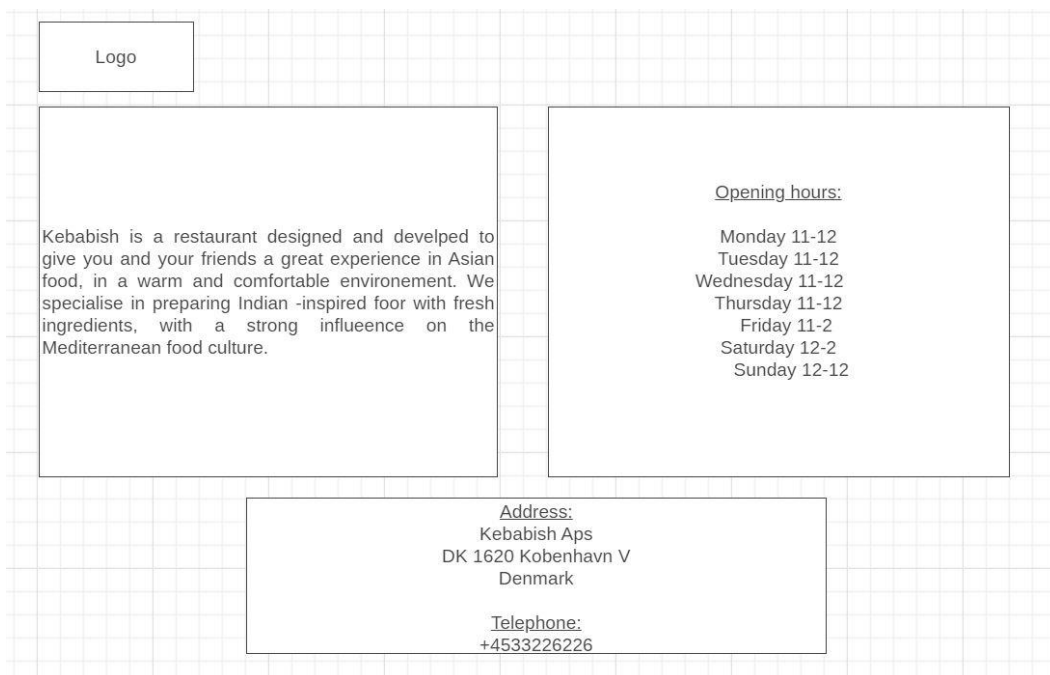 Logo
Kebabish is a restaurant designed and develped to
give you and your friends a great experience in Asian
food, in a warm and comfortable environement. We
specialise in preparing Indian -inspired foor with fresh
ingredients, with a strong influeence on the
Mediterranean food culture.
Opening hours:
Monday 11-12
Tuesday 11-12
Wednesday 11-12
Thursday 11-12
Friday 11-2
Saturday 12-2
Sunday 12-12
Address:
Kebabish Aps
DK 1620 Kobenhavn V
Denmark
Telephone:
+4533226226